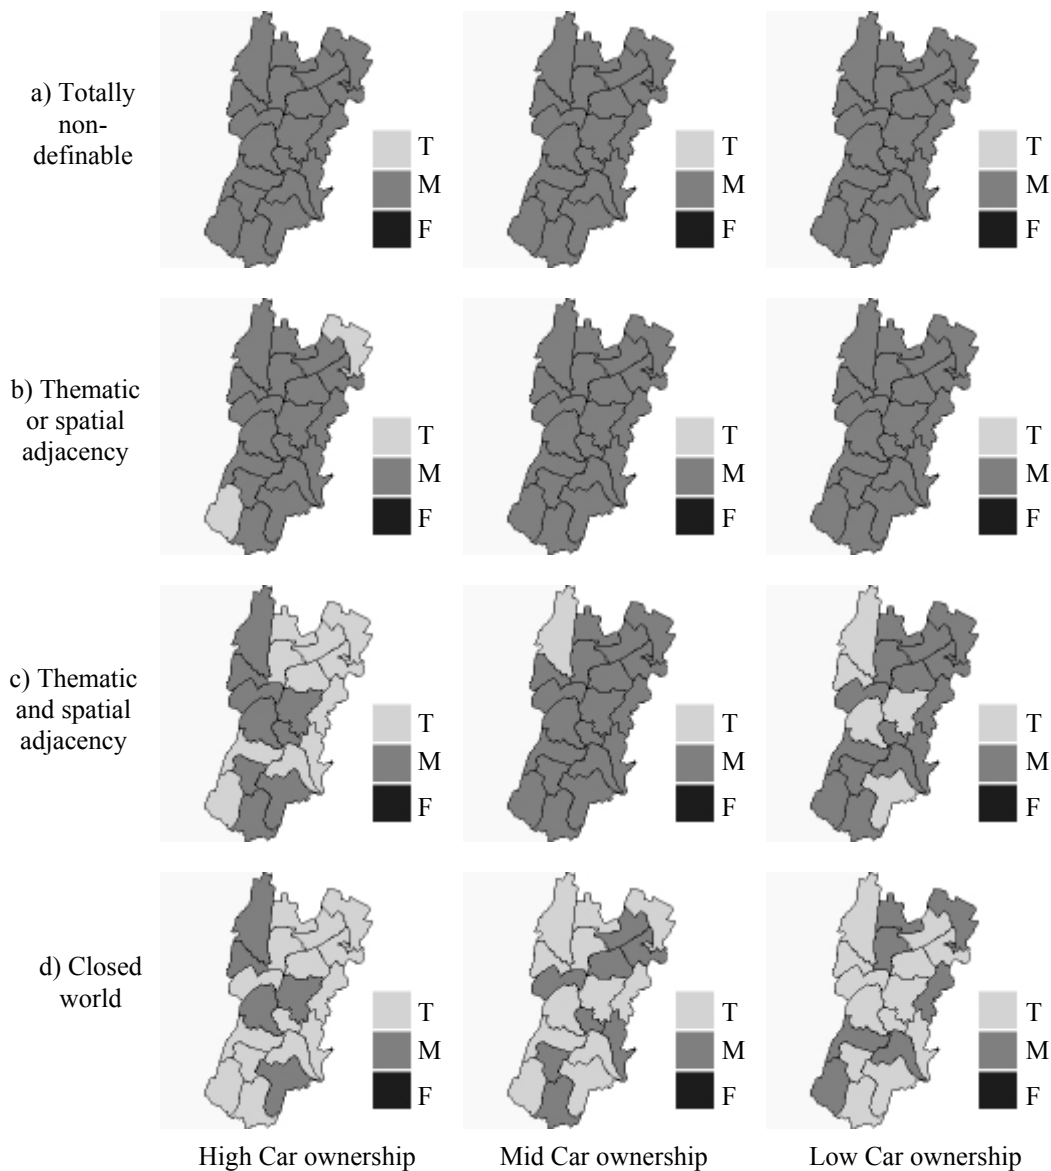 a) Totally
non-
definable
T
M
F
T
M
F
T
M
F
b) Thematic
or spatial
adjacency
T
M
F
T
M
F
T
M
F
c) Thematic
and spatial
adjacency
T
M
F
T
M
F
T
M
F
d) Closed
world
T
M
F
T
M
F
T
M
F
High Car ownership
Mid Car ownership
Low Car ownership